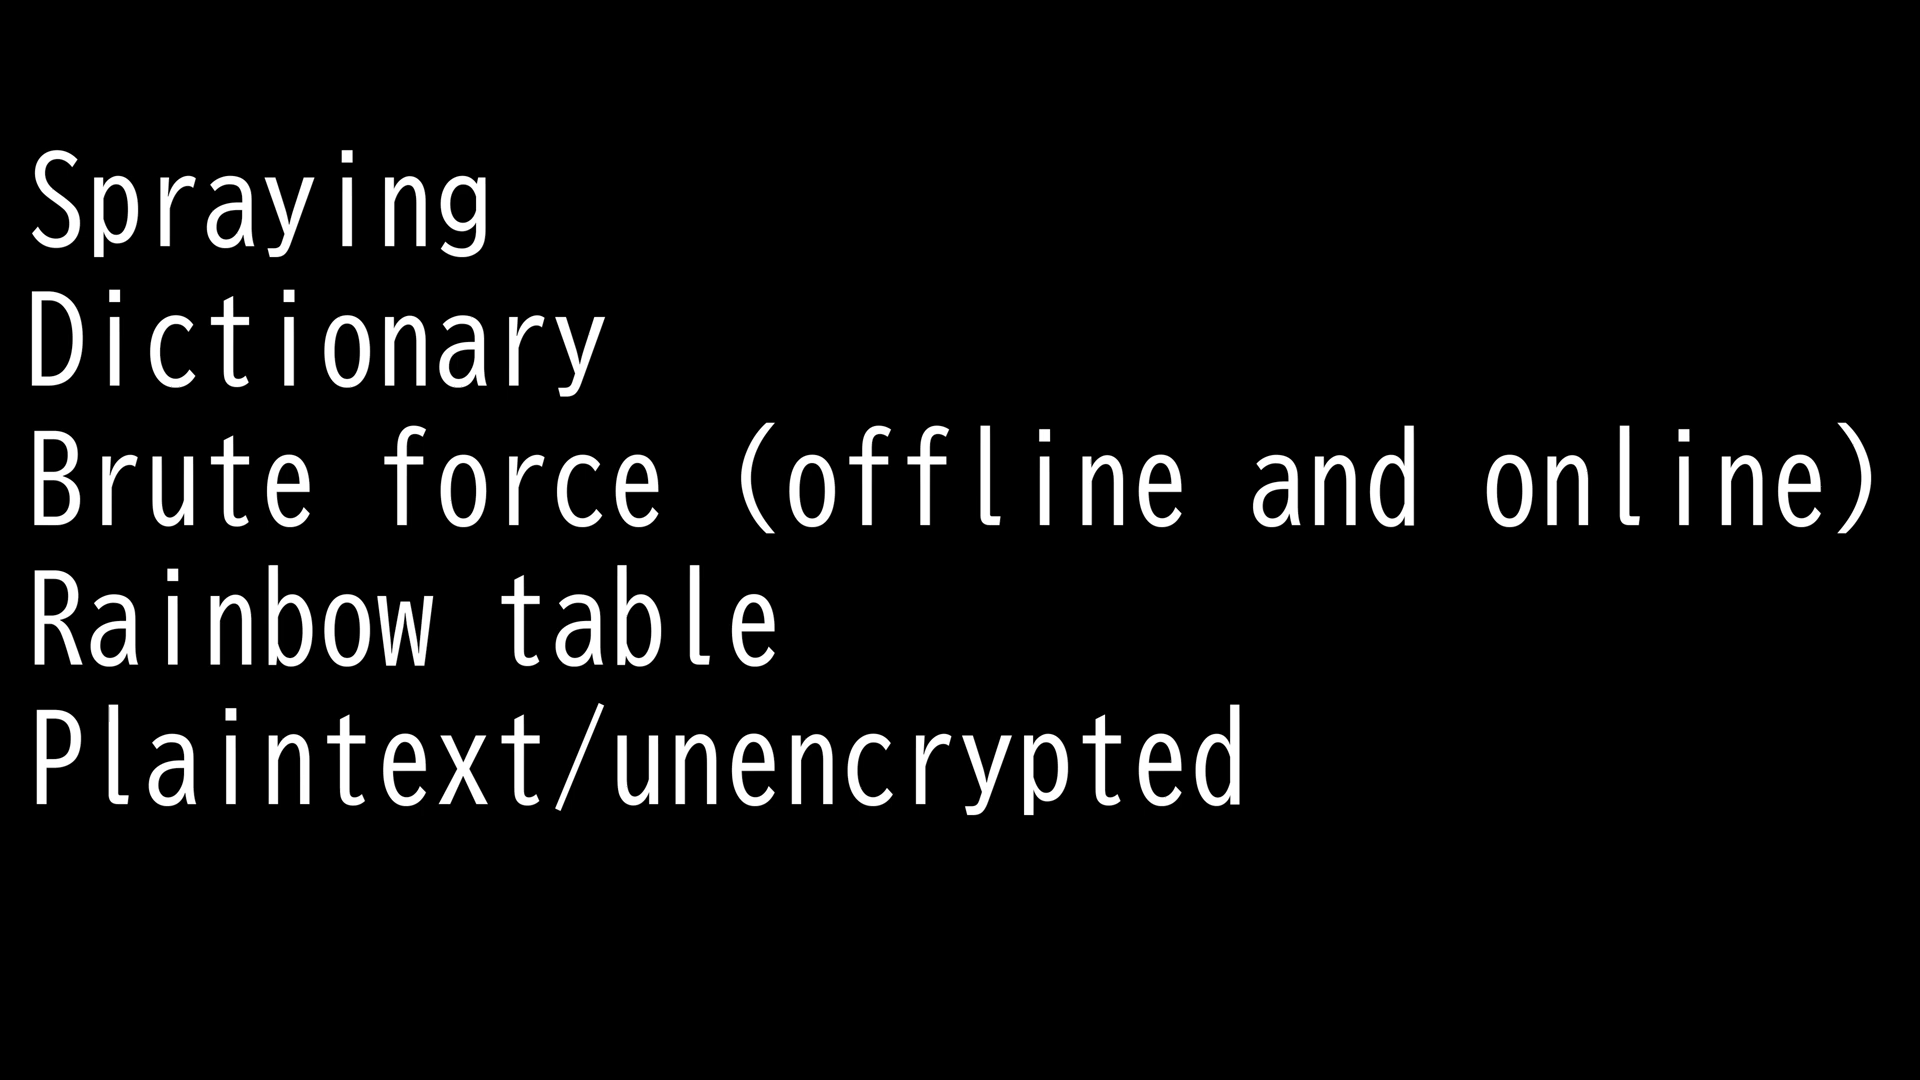 Spraying
Dictionary
Brute force (offline and online)
Rainbow table
Plaintext/unencrypted